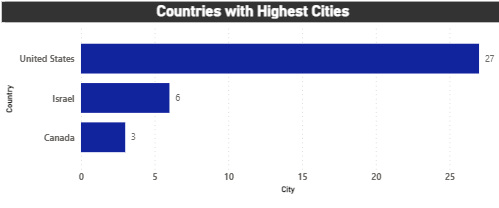 Countries with Highest Cities
United States
27
Israel
6
Canada
3
Country
0 5 10 15 20 25
City